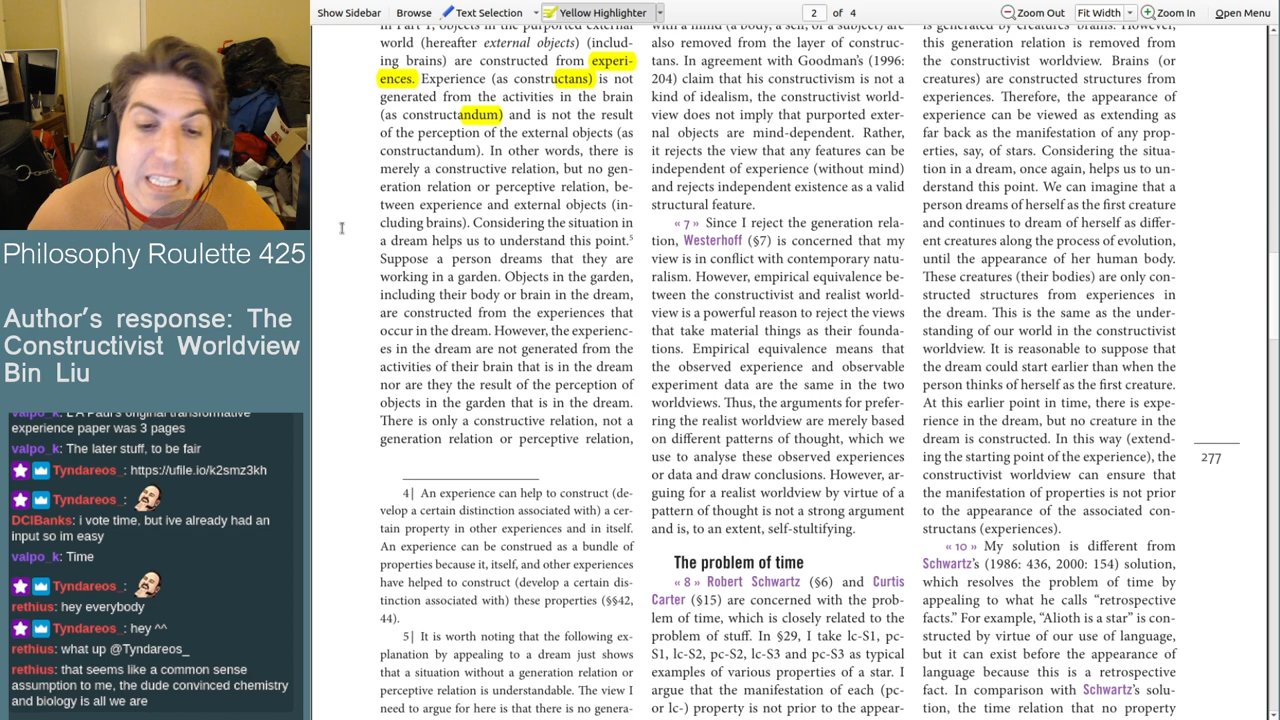 Show Sidebar Browse Text Selection Yellow Highlighter 2 of 4 Zoom Out Fit Width Zoom In Open Menu
Philosophy Roulette 425
Author's response: The
Constructivist Worldview
Bin Liu
experience paper was 3 pages
valpo_k: The later stuff, to be fair
Tyndareos_: https://ufile.io/k2smz3kh
Tyndareos_:
DCIBanks: i vote time, but ive already had an
input so im easy
valpo_k: Time
Tyndareos_:
rethius: hey everybody
Tyndareos_: hey ^^
rethius: what up @Tyndareos_
rethius: that seems like a common sense
assumption to me, the dude convinced chemistry
and biology is all we are
world (hereafter external objects) (includ-
ing brains) are constructed from experi-
ences. Experience (as constructans) is not
generated from the activities in the brain
(as constructandum) and is not the result
of the perception of the external objects (as
constructandum). In other words, there is
merely a constructive relation, but no gen-
eration relation or perceptive relation, be-
tween experience and external objects (in-
cluding brains). Considering the situation in
a dream helps us to understand this point.5
Suppose a person dreams that they are
working in a garden. Objects in the garden,
including their body or brain in the dream,
are constructed from the experiences that
occur in the dream. However, the experienc-
es in the dream are not generated from the
activities of their brain that is in the dream
nor are they the result of the perception of
objects in the garden that is in the dream.
There is only a constructive relation, not a
generation relation or perceptive relation,
4| An experience can help to construct (de-
velop a certain distinction associated with) a cer-
tain property in other experiences and in itself.
An experience can be construed as a bundle of
properties because it, itself, and other experiences
have helped to construct (develop a certain dis-
tinction associated with) these properties (§§42,
44).
5| It is worth noting that the following ex-
planation by appealing to a dream just shows
that a situation without a generation relation or
perceptive relation is understandable. The view I
need to argue for here is that there is no genera-
with a mind (a body, a self, or a subject) are
also removed from the layer of construc-
tans. In agreement with Goodman's (1996:
204) claim that his constructivism is not a
kind of idealism, the constructivist world-
view does not imply that purported exter-
nal objects are mind-dependent. Rather,
it rejects the view that any features can be
independent of experience (without mind)
and rejects independent existence as a valid
structural feature.
« 7 » Since I reject the generation rela-
tion, Westerhoff (§7) is concerned that my
view is in conflict with contemporary natu-
ralism. However, empirical equivalence be-
tween the constructivist and realist world-
view is a powerful reason to reject the views
that take material things as their founda-
tions. Empirical equivalence means that
the observed experience and observable
experiment data are the same in the two
worldviews. Thus, the arguments for prefer-
ring the realist worldview are merely based
on different patterns of thought, which we
use to analyse these observed experiences
or data and draw conclusions. However, ar-
guing for a realist worldview by virtue of a
pattern of thought is not a strong argument
and is, to an extent, self-stultifying.
The problem of time
« 8 » Robert Schwartz (§6) and Curtis
Carter (§15) are concerned with the prob-
lem of time, which is closely related to the
problem of stuff. In §29, I take lc-S1, pc-
S1, lc-S2, pc-S2, lc-S3 and pc-S3 as typical
examples of various properties of a star. I
argue that the manifestation of each (pc-
or lc-) property is not prior to the appear-
this generation relation is removed from
the constructivist worldview. Brains (or
creatures) are constructed structures from
experiences. Therefore, the appearance of
experience can be viewed as extending as
far back as the manifestation of any prop-
erties, say, of stars. Considering the situa-
tion in a dream, once again, helps us to un-
derstand this point. We can imagine that a
person dreams of herself as the first creature
and continues to dream of herself as differ-
ent creatures along the process of evolution,
until the appearance of her human body.
These creatures (their bodies) are only con-
structed structures from experiences in
the dream. This is the same as the under-
standing of our world in the constructivist
worldview. It is reasonable to suppose that
the dream could start earlier than when the
person thinks of herself as the first creature.
At this earlier point in time, there is expe-
rience in the dream, but no creature in the
dream is constructed. In this way (extend-
ing the starting point of the experience), the
constructivist worldview can ensure that
the manifestation of properties is not prior
to the appearance of the associated con-
structans (experiences).
« 10 » My solution is different from
Schwartz's (1986: 436, 2000: 154) solution,
which resolves the problem of time by
appealing to what he calls “retrospective
facts.” For example, “Alioth is a star” is con-
structed by virtue of our use of language,
but it can exist before the appearance of
language because this is a retrospective
fact. In comparison with Schwartz's solu-
tion, the time relation that no property
277